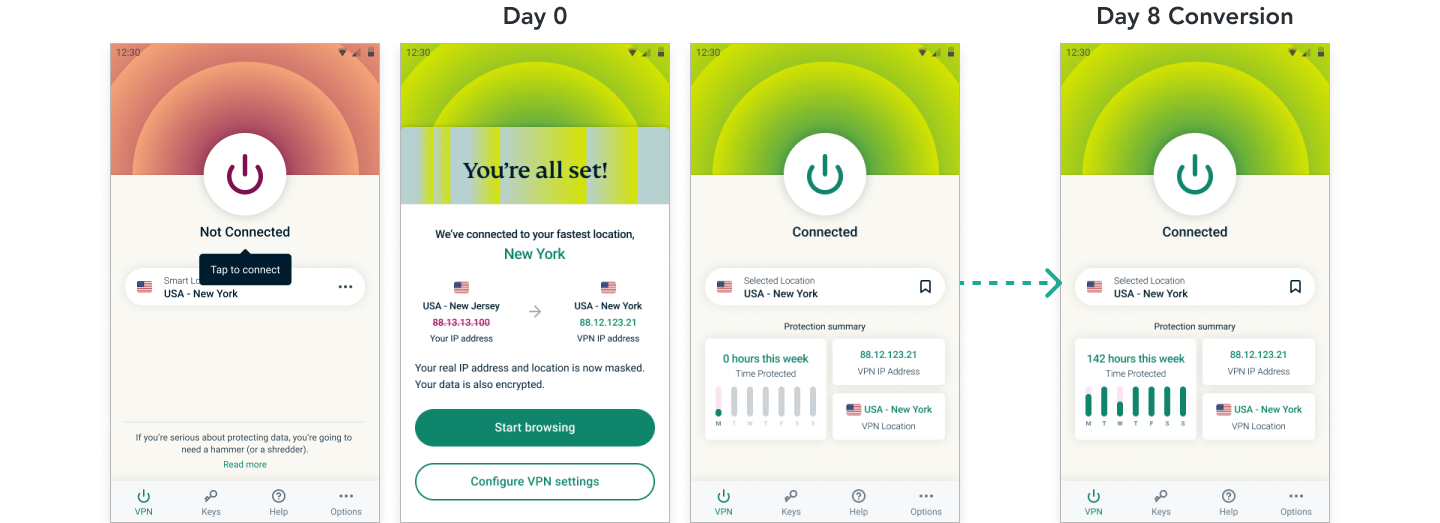 Day 0
Day 8 Conversion
12:30
Not Connected
Tap to connect
Smart Lo
USA - New York
If you're serious about protecting data, you're going to
need a hammer (or a shredder).
Read more
VPN
Keys
Help
Options
You're all set!
We've connected to your fastest location,
New York
USA - New Jersey
88.13.13.100
Your IP address
USA - New York
88.12.123.21
VPN IP address
Your real IP address and location is now masked.
Your data is also encrypted.
Start browsing
Configure VPN settings
12:30
Connected
Selected Location
USA - New York
Protection summary
0 hours this week
Time Protected
M T W T F S S
88.12.123.21
VPN IP Address
USA - New York
VPN Location
VPN
Keys
Help
Options
12:30
Connected
Selected Location
USA - New York
Protection summary
142 hours this week
Time Protected
M T W T F S S
88.12.123.21
VPN IP Address
USA - New York
VPN Location
VPN
Keys
Help
Options